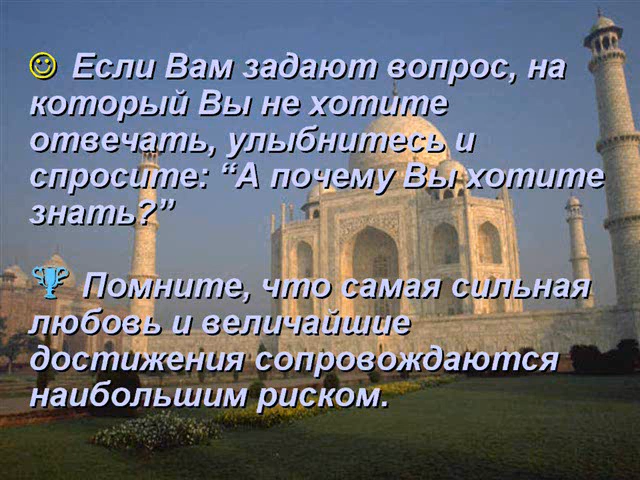 Если Вам задают вопрос, на
который Вы не хотите
отвечать, улыбнитесь и
спросите: “А почему Вы хотите
знать?”
Помните, что самая сильная
любовь и величайшие
достижения сопровождаются
наибольшим риском.